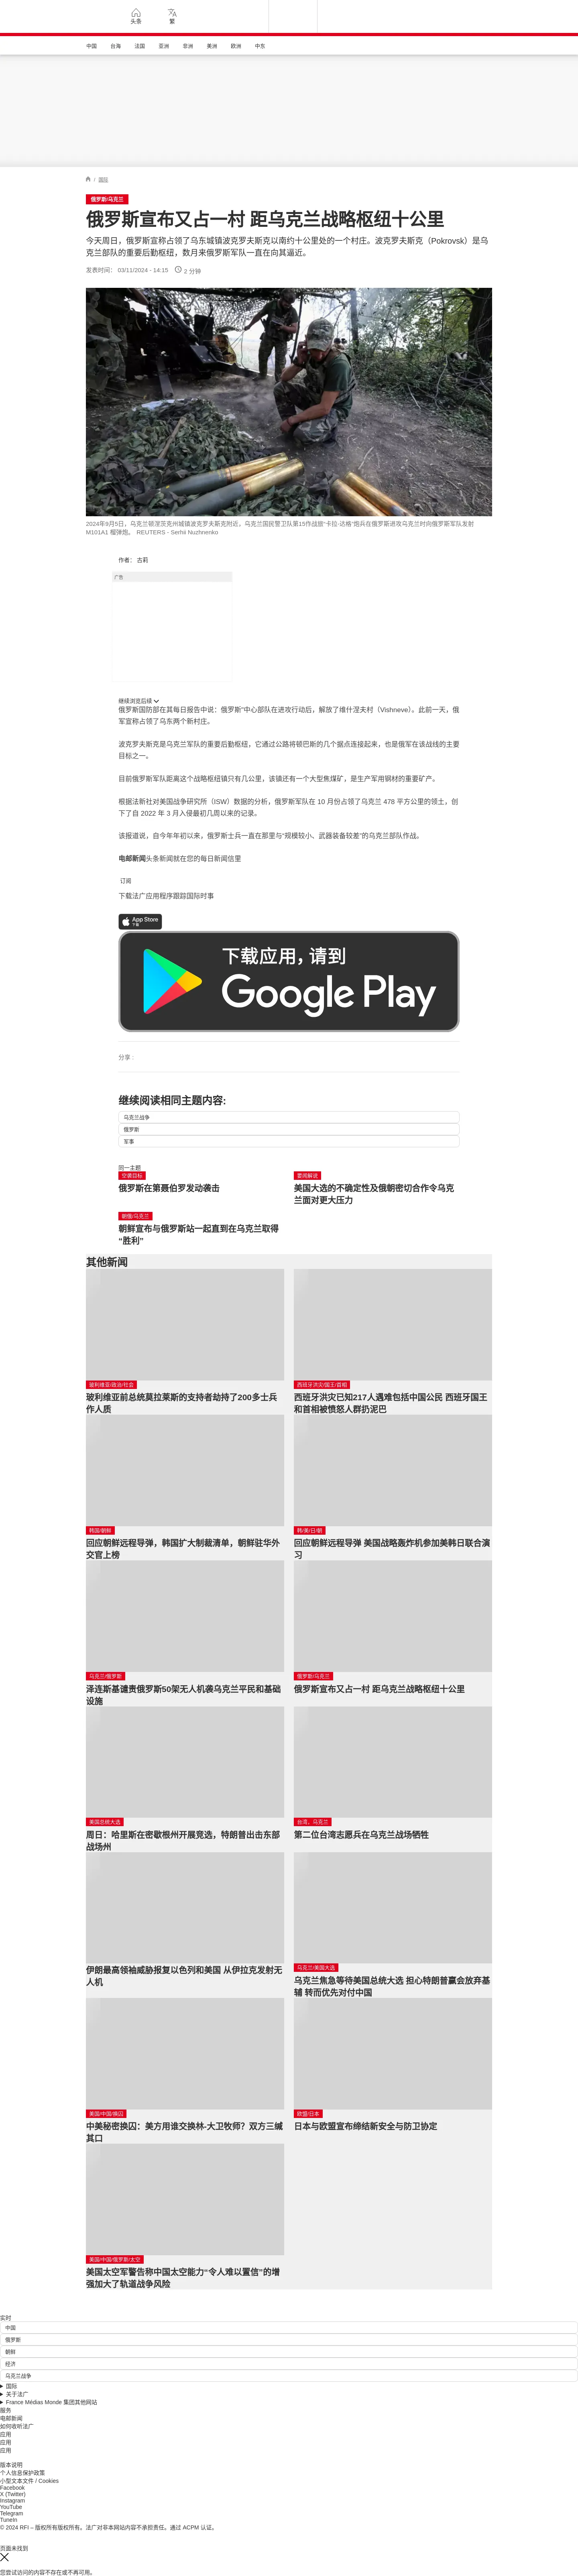 头条
繁
中国
台海
法国
亚洲
非洲
美洲
欧洲
中东
/ 国际
俄罗斯/乌克兰
俄罗斯宣布又占一村 距乌克兰战略枢纽十公里
今天周日，俄罗斯宣称占领了乌东城镇波克罗夫斯克以南约十公里处的一个村庄。波克罗夫斯克（Pokrovsk）是乌
克兰部队的重要后勤枢纽，数月来俄罗斯军队一直在向其逼近。
发表时间： 03/11/2024 - 14:15
2 分钟
2024年9月5日，乌克兰顿涅茨克州城镇波克罗夫斯克附近，乌克兰国民警卫队第15作战旅“卡拉-达格”炮兵在俄罗斯进攻乌克兰时向俄罗斯军队发射
M101A1 榴弹炮。 REUTERS - Serhii Nuzhnenko
作者： 古莉
广告
继续浏览后续
俄罗斯国防部在其每日报告中说：俄罗斯“中心部队在进攻行动后，解放了维什涅夫村（Vishneve）。此前一天，俄
军宣称占领了乌东两个新村庄。
波克罗夫斯克是乌克兰军队的重要后勤枢纽，它通过公路将顿巴斯的几个据点连接起来，也是俄军在该战线的主要
目标之一。
目前俄罗斯军队距离这个战略枢纽镇只有几公里，该镇还有一个大型焦煤矿，是生产军用钢材的重要矿产。
根据法新社对美国战争研究所（ISW）数据的分析，俄罗斯军队在 10 月份占领了乌克兰 478 平方公里的领土，创
下了自 2022 年 3 月入侵最初几周以来的记录。
该报道说，自今年年初以来，俄罗斯士兵一直在那里与“规模较小、武器装备较差”的乌克兰部队作战。
电邮新闻头条新闻就在您的每日新闻信里
订阅
下载法广应用程序跟踪国际时事
App Store
下载
下载应用，请到
Google Play
分享 :
继续阅读相同主题内容:
乌克兰战争
俄罗斯
军事
同一主题
空袭目标
俄罗斯在第聂伯罗发动袭击
要闻解说
美国大选的不确定性及俄朝密切合作令乌克
兰面对更大压力
朝俄/乌克兰
朝鲜宣布与俄罗斯站一起直到在乌克兰取得
“胜利”
其他新闻
玻利维亚/政治/社会
玻利维亚前总统莫拉莱斯的支持者劫持了200多士兵
作人质
西班牙洪灾/国王/首相
西班牙洪灾已知217人遇难包括中国公民 西班牙国王
和首相被愤怒人群扔泥巴
韩国/朝鲜
回应朝鲜远程导弹，韩国扩大制裁清单，朝鲜驻华外
交官上榜
韩/美/日/朝
回应朝鲜远程导弹 美国战略轰炸机参加美韩日联合演
习
乌克兰/俄罗斯
泽连斯基谴责俄罗斯50架无人机袭乌克兰平民和基础
设施
俄罗斯/乌克兰
俄罗斯宣布又占一村 距乌克兰战略枢纽十公里
美国总统大选
周日：哈里斯在密歇根州开展竞选，特朗普出击东部
战场州
台湾，乌克兰
第二位台湾志愿兵在乌克兰战场牺牲
伊朗最高领袖威胁报复以色列和美国 从伊拉克发射无
人机
乌克兰/美国大选
乌克兰焦急等待美国总统大选 担心特朗普赢会放弃基
辅 转而优先对付中国
美国/中国/换囚
中美秘密换囚：美方用谁交换林-大卫牧师？双方三缄
其口
欧盟/日本
日本与欧盟宣布缔结新安全与防卫协定
美国/中国/俄罗斯/太空
美国太空军警告称中国太空能力“令人难以置信”的增
强加大了轨道战争风险
实时
中国
俄罗斯
朝鲜
经济
乌克兰战争
国际
关于法广
France Médias Monde 集团其他网站
服务
电邮新闻
如何收听法广
应用
应用
应用
版本说明
个人信息保护政策
小型文本文件 / Cookies
Facebook
X (Twitter)
Instagram
YouTube
Telegram
TuneIn
© 2024 RFI – 版权所有版权所有。法广对非本网站内容不承担责任。通过 ACPM 认证。
页面未找到
您尝试访问的内容不存在或不再可用。